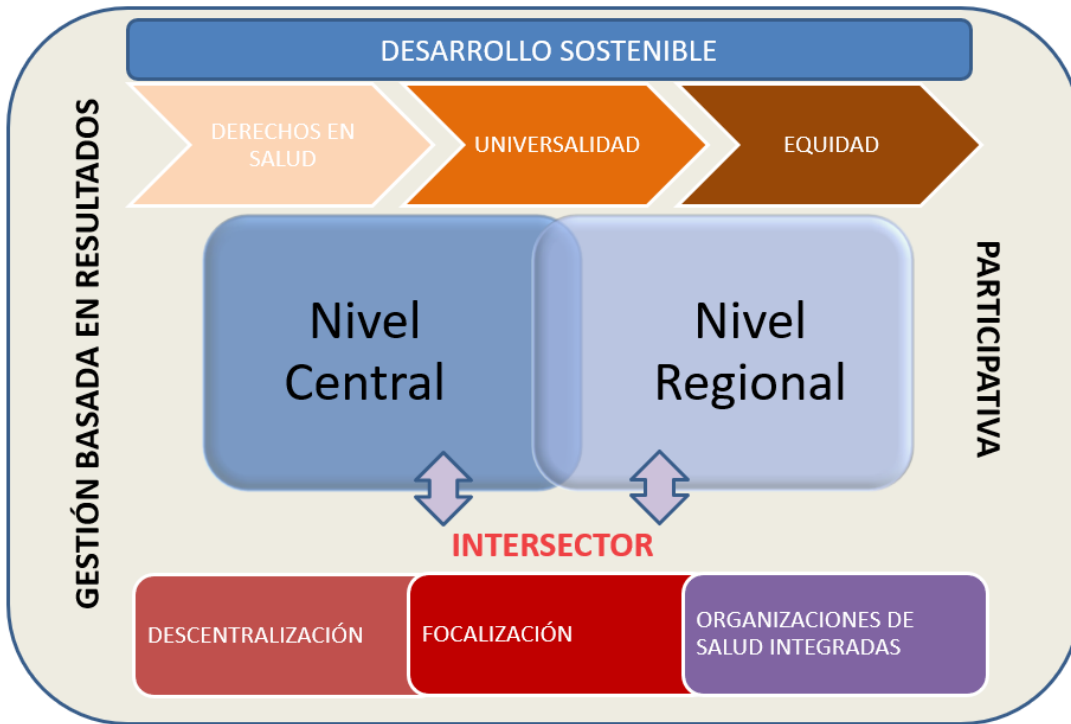 DESARROLLO SOSTENIBLE
DERECHOS EN
SALUD
UNIVERSALIDAD
EQUIDAD
GESTIÓN BASADA EN RESULTADOS
Nivel
Central
Nivel
Regional
PARTICIPATIVA
INTERSECTOR
DESCENTRALIZACIÓN
FOCALIZACIÓN
ORGANIZACIONES DE
SALUD INTEGRADAS